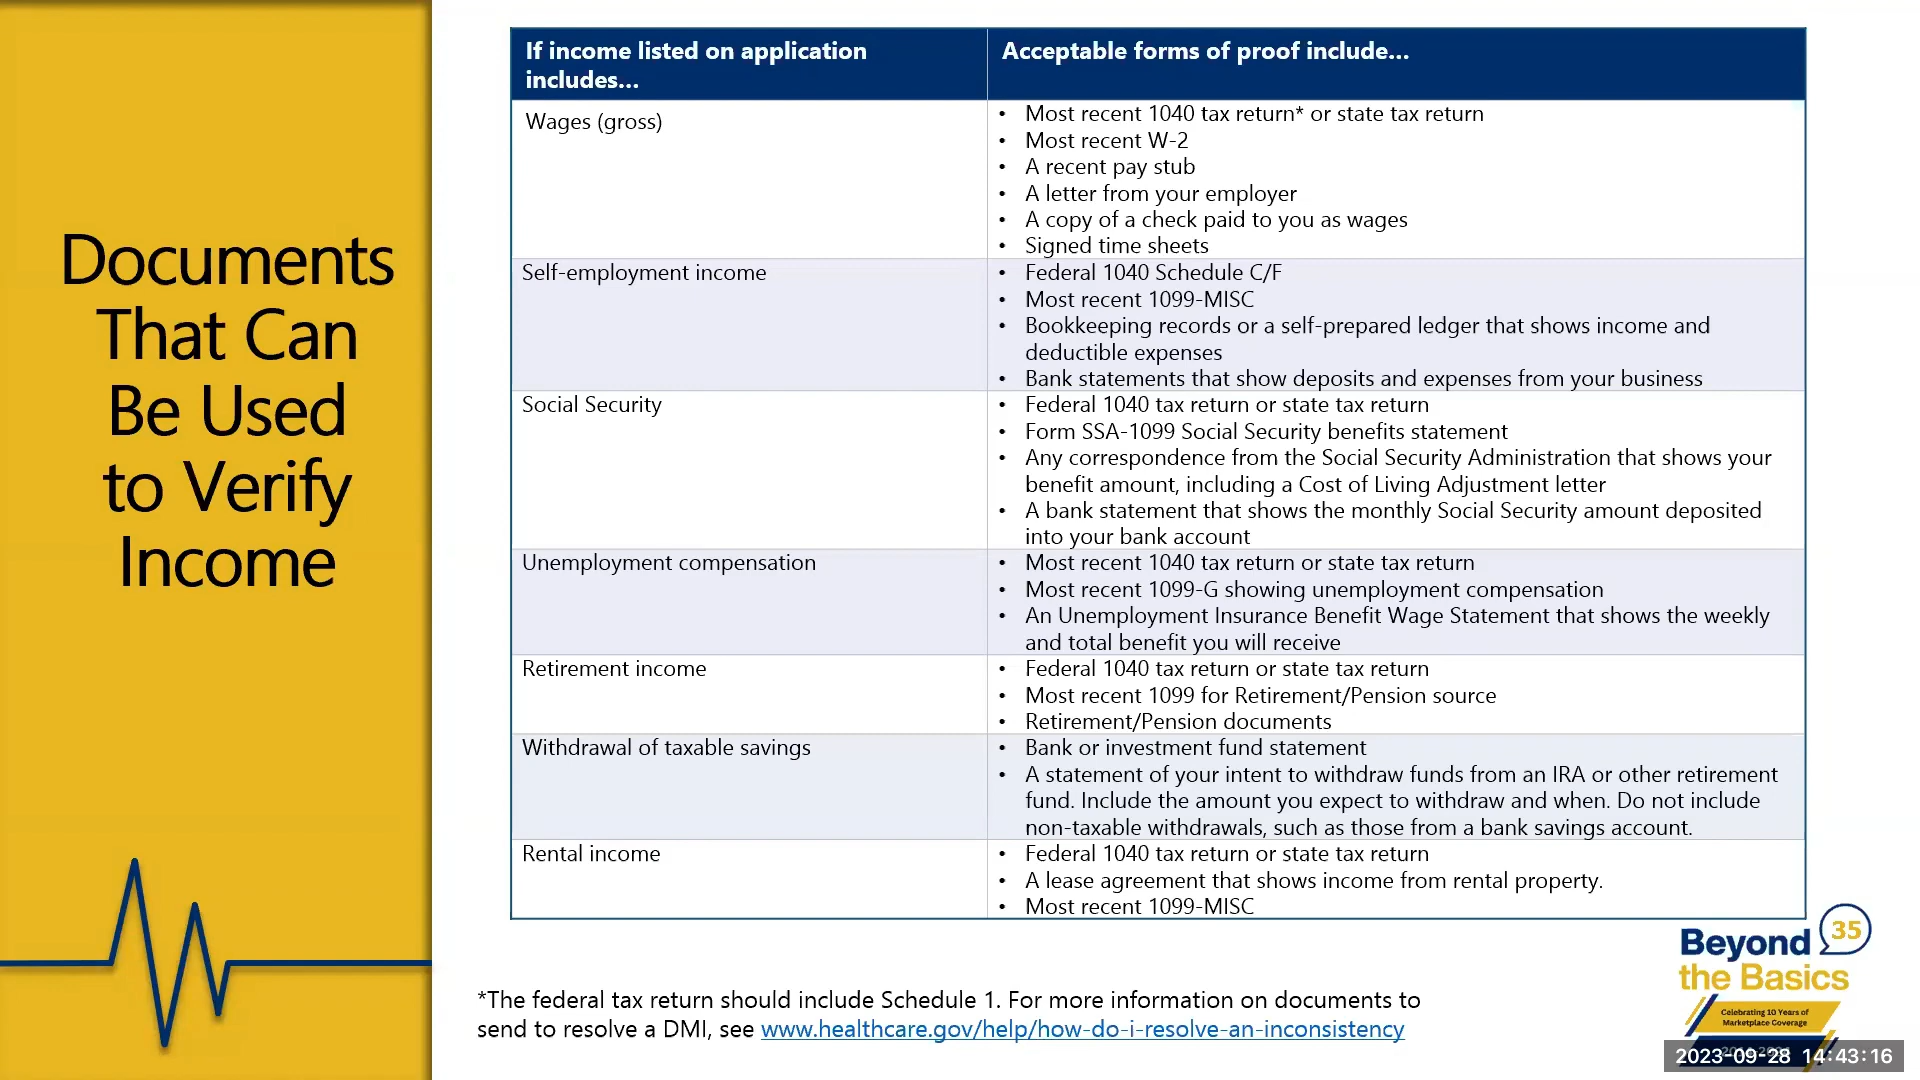 Documents
That Can
Be Used
to Verify
Income
If income listed on application
includes...
Acceptable forms of proof include...
Wages (gross)
• Most recent 1040 tax return* or state tax return
• Most recent W-2
• A recent pay stub
• A letter from your employer
• A copy of a check paid to you as wages
• Signed time sheets
Self-employment income
• Federal 1040 Schedule C/F
• Most recent 1099-MISC
• Bookkeeping records or a self-prepared ledger that shows income and
deductible expenses
• Bank statements that show deposits and expenses from your business
Social Security
• Federal 1040 tax return or state tax return
• Form SSA-1099 Social Security benefits statement
• Any correspondence from the Social Security Administration that shows your
benefit amount, including a Cost of Living Adjustment letter
• A bank statement that shows the monthly Social Security amount deposited
into your bank account
Unemployment compensation
• Most recent 1040 tax return or state tax return
• Most recent 1099-G showing unemployment compensation
• An Unemployment Insurance Benefit Wage Statement that shows the weekly
and total benefit you will receive
Retirement income
• Federal 1040 tax return or state tax return
• Most recent 1099 for Retirement/Pension source
• Retirement/Pension documents
Withdrawal of taxable savings
• Bank or investment fund statement
• A statement of your intent to withdraw funds from an IRA or other retirement
fund. Include the amount you expect to withdraw and when. Do not include
non-taxable withdrawals, such as those from a bank savings account.
Rental income
• Federal 1040 tax return or state tax return
• A lease agreement that shows income from rental property.
• Most recent 1099-MISC
*The federal tax return should include Schedule 1. For more information on documents to
send to resolve a DMI, see www.healthcare.gov/help/how-do-i-resolve-an-inconsistency
35
Beyond
the Basics
Celebrating 10 Years of
Marketplace Coverage
2023-09-28 14:43:16